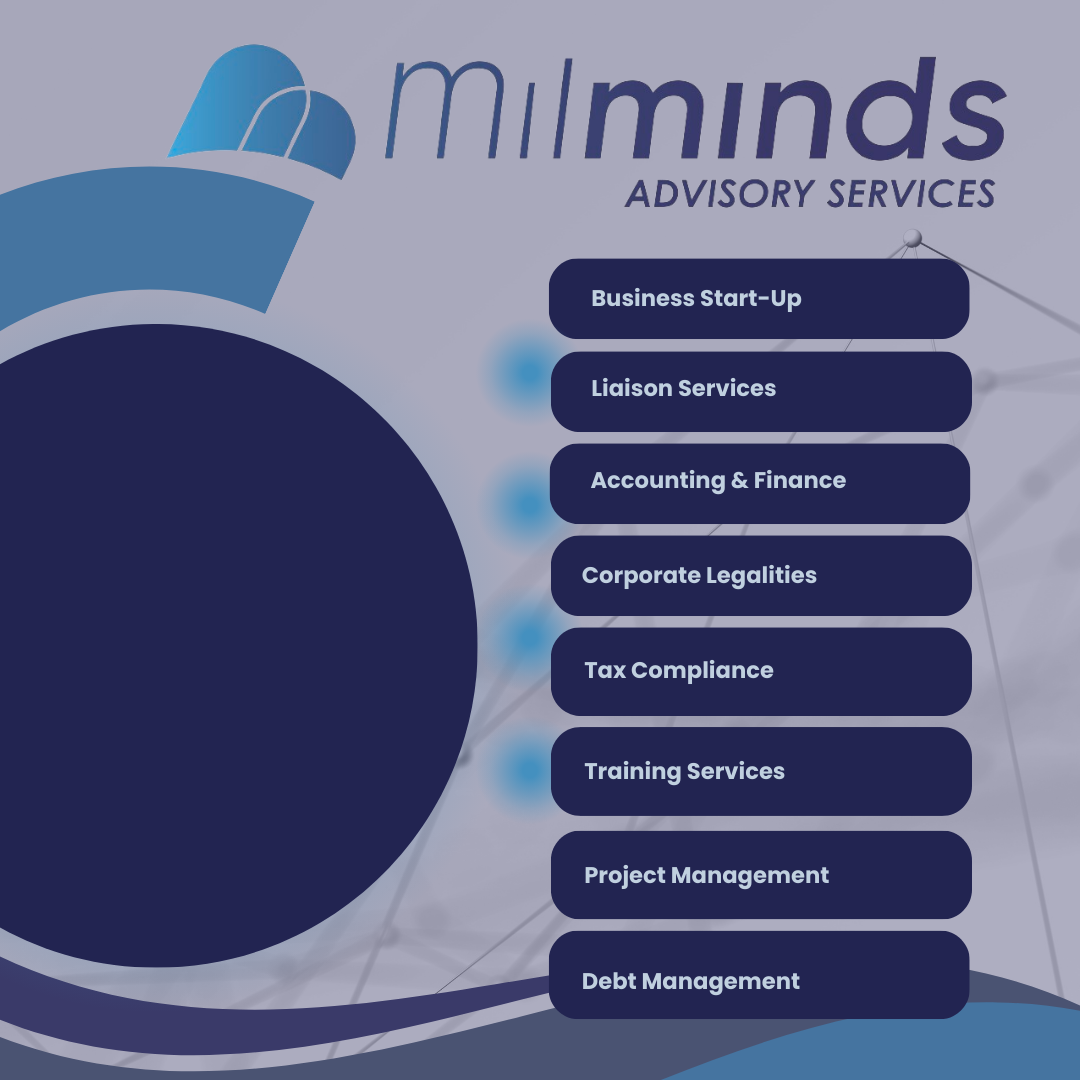 milminds
ADVISORY SERVICES
Business Start-Up
Liaison Services
Accounting & Finance
Corporate Legalities
Tax Compliance
Training Services
Project Management
Debt Management